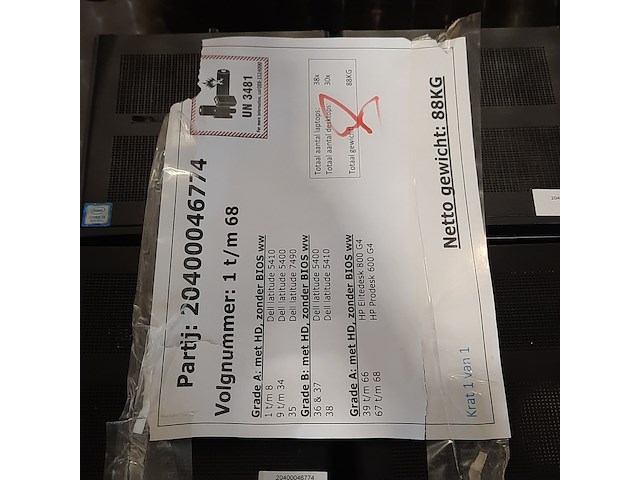 UN 3481
Totaal aantal laptops: 38x
Totaal aantal desktops: 30x
Totaal gewicht 88KG
Partij: 20400046774
Volgnummer: 1 t/m 68
Grade A: met HD, zonder BIOS ww
1 t/m 8 Dell latitude 5410
9 t/m 34 Dell latitude 5400
35 Dell latitude 7490
Grade B: met HD, zonder BIOS ww
36 & 37 Dell latitude 5400
38 Dell latitude 5410
Grade A: met HD, zonder BIOS ww
39 t/m 66 HP Elitedesk 800 G4
67 t/m 68 HP Prodesk 600 G4
Netto gewicht: 88KG
Krat 1 van 1
20400046774